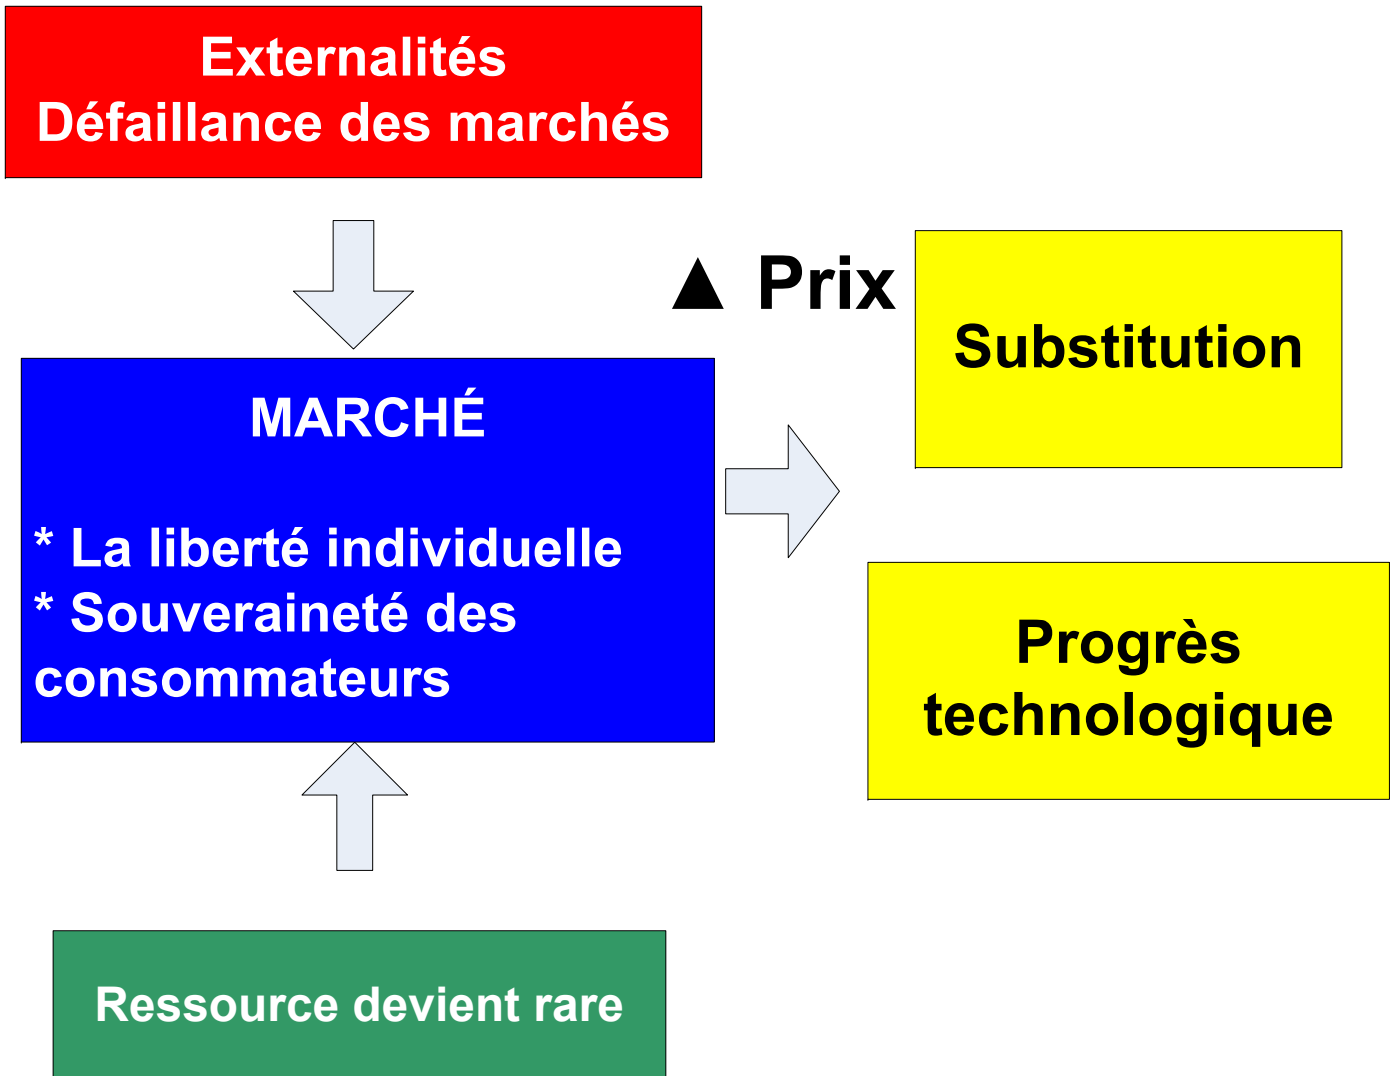 Externalités
Défaillance des marchés
▲ Prix
Substitution
MARCHÉ
* La liberté individuelle
* Souveraineté des
consommateurs
Progrès
technologique
Ressource devient rare